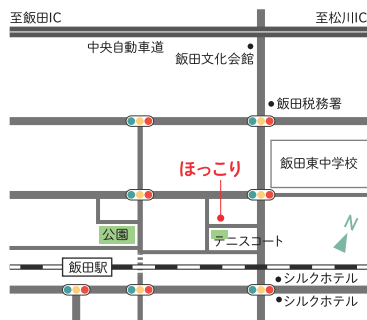 至飯田IC
至松川IC
中央自動車道
飯田文化会館
飯田税務署
飯田東中学校
ほっこり
公園
テニスコート
N
飯田駅
シルクホテル
シルクホテル